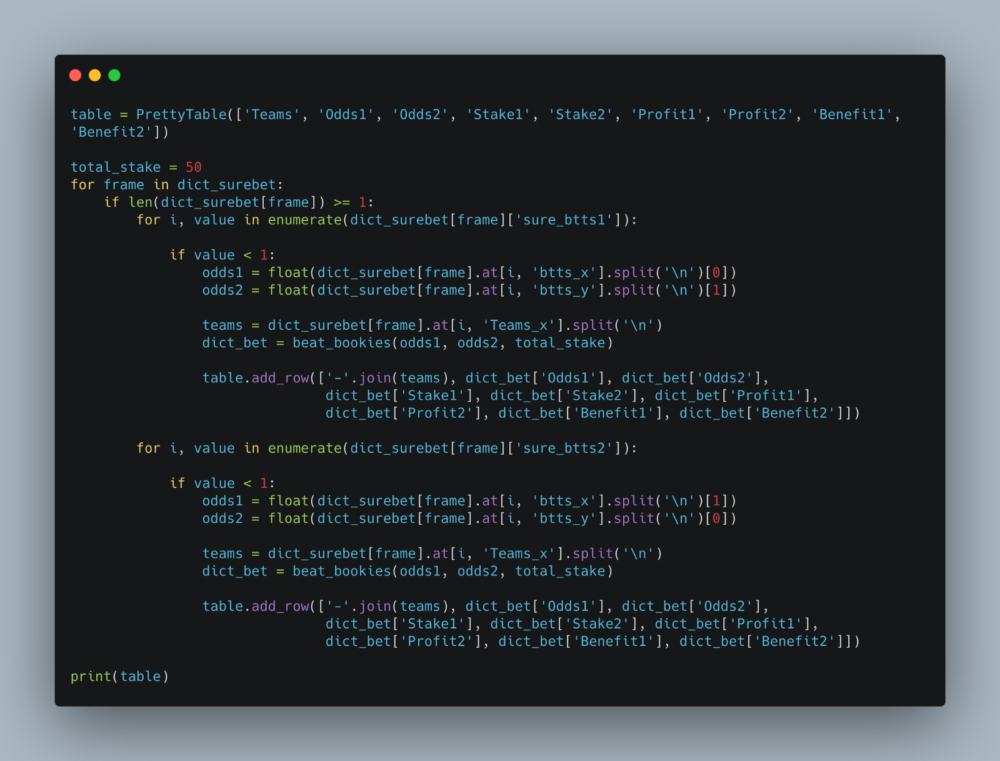 table = PrettyTable(['Teams', 'Odds1', 'Odds2', 'Stake1', 'Stake2', 'Profit1', 'Profit2', 'Benefit1',
'Benefit2'])

total_stake = 50
for frame in dict_surebet:
    if len(dict_surebet[frame]) >= 1:
        for i, value in enumerate(dict_surebet[frame]['sure_btts1']):

            if value < 1:
                odds1 = float(dict_surebet[frame].at[i, 'btts_x'].split('\n')[0])
                odds2 = float(dict_surebet[frame].at[i, 'btts_y'].split('\n')[1])

                teams = dict_surebet[frame].at[i, 'Teams_x'].split('\n')
                dict_bet = beat_bookies(odds1, odds2, total_stake)

                table.add_row(['-'.join(teams), dict_bet['Odds1'], dict_bet['Odds2'],
                               dict_bet['Stake1'], dict_bet['Stake2'], dict_bet['Profit1'],
                               dict_bet['Profit2'], dict_bet['Benefit1'], dict_bet['Benefit2']])

        for i, value in enumerate(dict_surebet[frame]['sure_btts2']):

            if value < 1:
                odds1 = float(dict_surebet[frame].at[i, 'btts_x'].split('\n')[1])
                odds2 = float(dict_surebet[frame].at[i, 'btts_y'].split('\n')[0])

                teams = dict_surebet[frame].at[i, 'Teams_x'].split('\n')
                dict_bet = beat_bookies(odds1, odds2, total_stake)

                table.add_row(['-'.join(teams), dict_bet['Odds1'], dict_bet['Odds2'],
                               dict_bet['Stake1'], dict_bet['Stake2'], dict_bet['Profit1'],
                               dict_bet['Profit2'], dict_bet['Benefit1'], dict_bet['Benefit2']])

print(table)